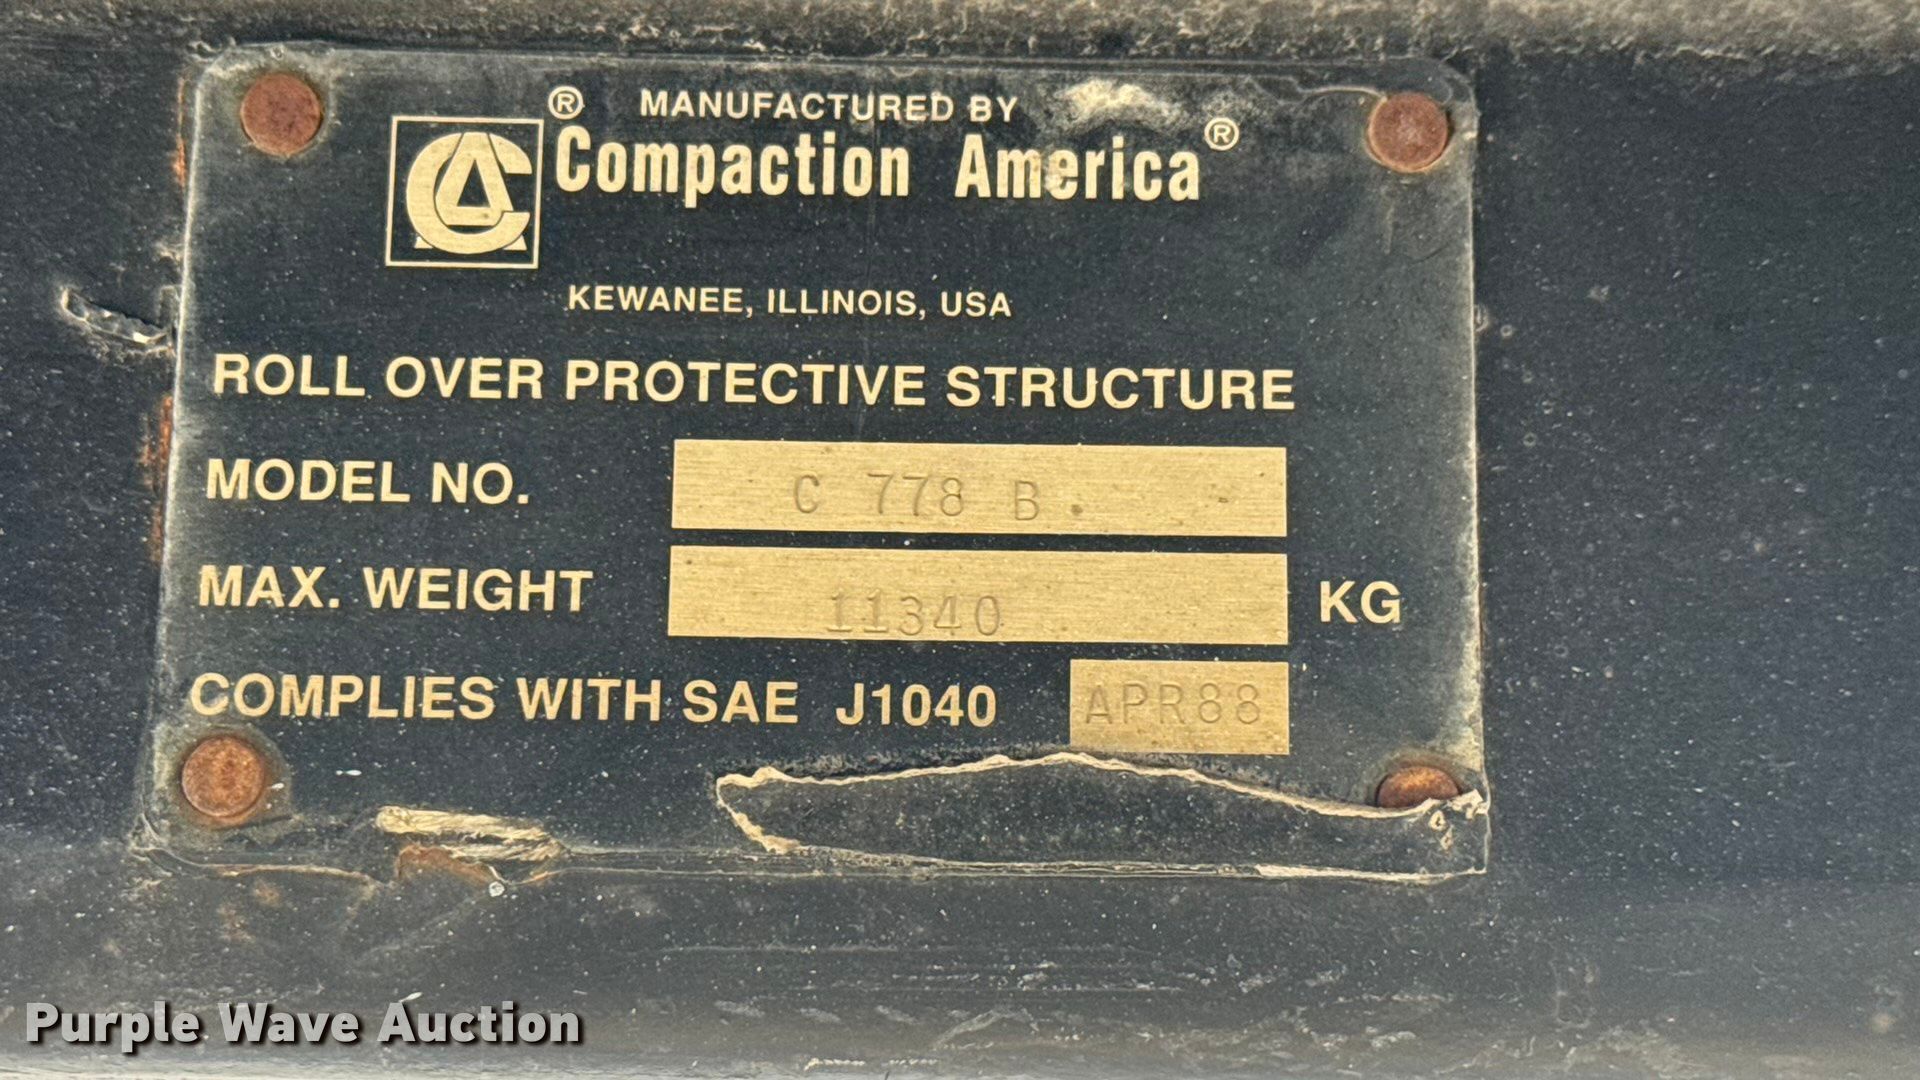 ® MANUFACTURED BY
CA Compaction America®
KEWANEE, ILLINOIS, USA
ROLL OVER PROTECTIVE STRUCTURE
MODEL NO. C 778 B.
MAX. WEIGHT 11340 KG
COMPLIES WITH SAE J1040 APR88
Purple Wave Auction